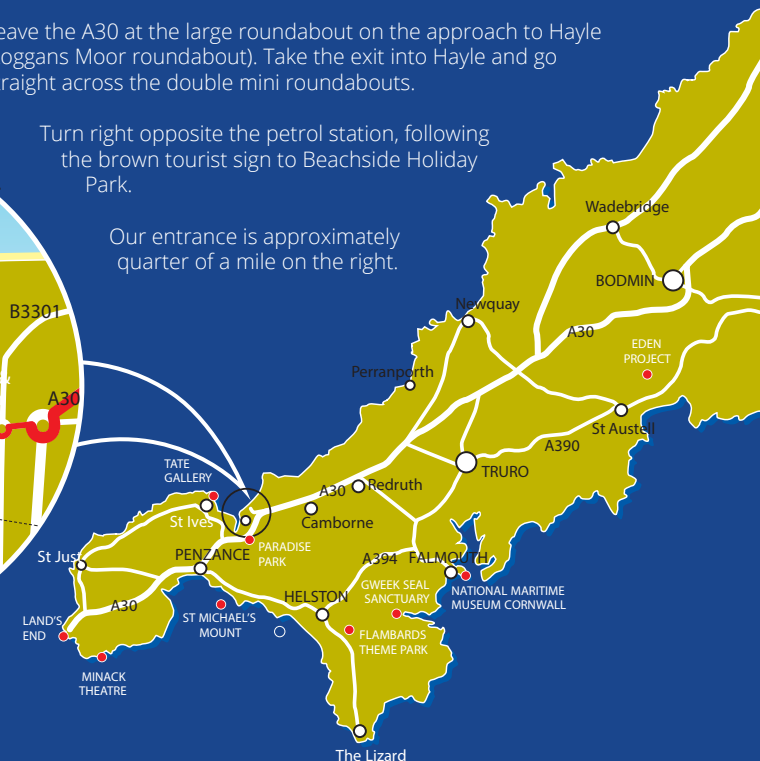 eave the A30 at the large roundabout on the approach to Hayle
oggans Moor roundabout). Take the exit into Hayle and go
raight across the double mini roundabouts.
Turn right opposite the petrol station, following
the brown tourist sign to Beachside Holiday
Park.
Our entrance is approximately
quarter of a mile on the right.
Wadebridge
BODMIN
B3301
Newquay
A30
EDEN
PROJECT
Perranporth
&
A30
St Austell
A390
TATE
GALLERY
TRURO
A30
Redruth
St Ives
Camborne
St Just
PENZANCE
PARADISE
PARK
A394
FALMOUTH
GWEEK SEAL
SANCTUARY
NATIONAL MARITIME
MUSEUM CORNWALL
HELSTON
A30
LAND'S
END
ST MICHAEL'S
MOUNT
FLAMBARDS
THEME PARK
MINACK
THEATRE
The Lizard